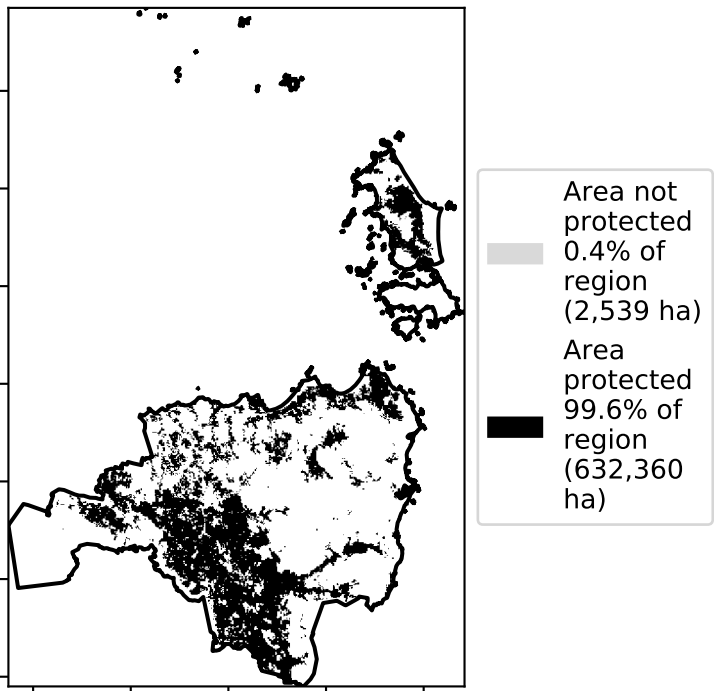 Area not
protected
0.4% of
region
(2,539 ha)
Area
protected
99.6% of
region
(632,360
ha)